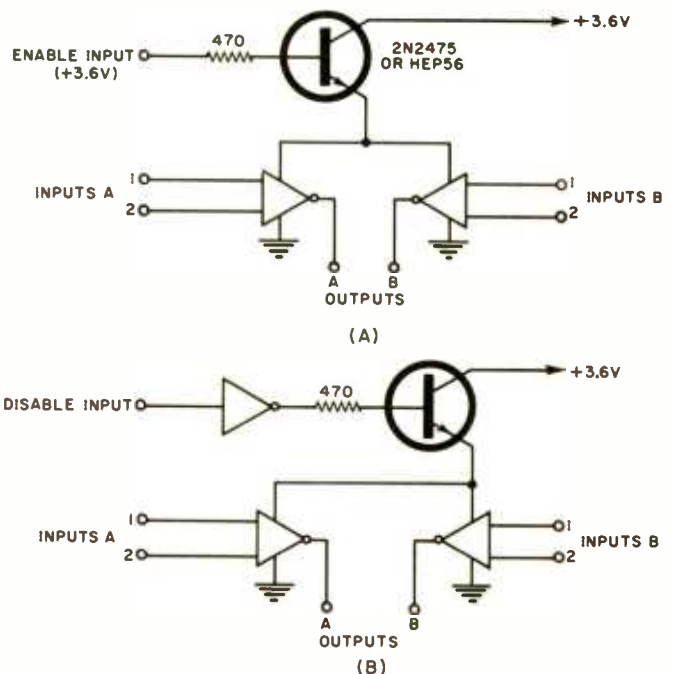 +3.6V
470
2N2475
OR HEP56
ENABLE INPUT
(+3.6V)
1
INPUTS A
2
1
INPUTS B
2
A
B
OUTPUTS
(A)
+3.6V
470
DISABLE INPUT
1
INPUTS A
2
1
INPUTS B
2
A
B
OUTPUTS
(B)